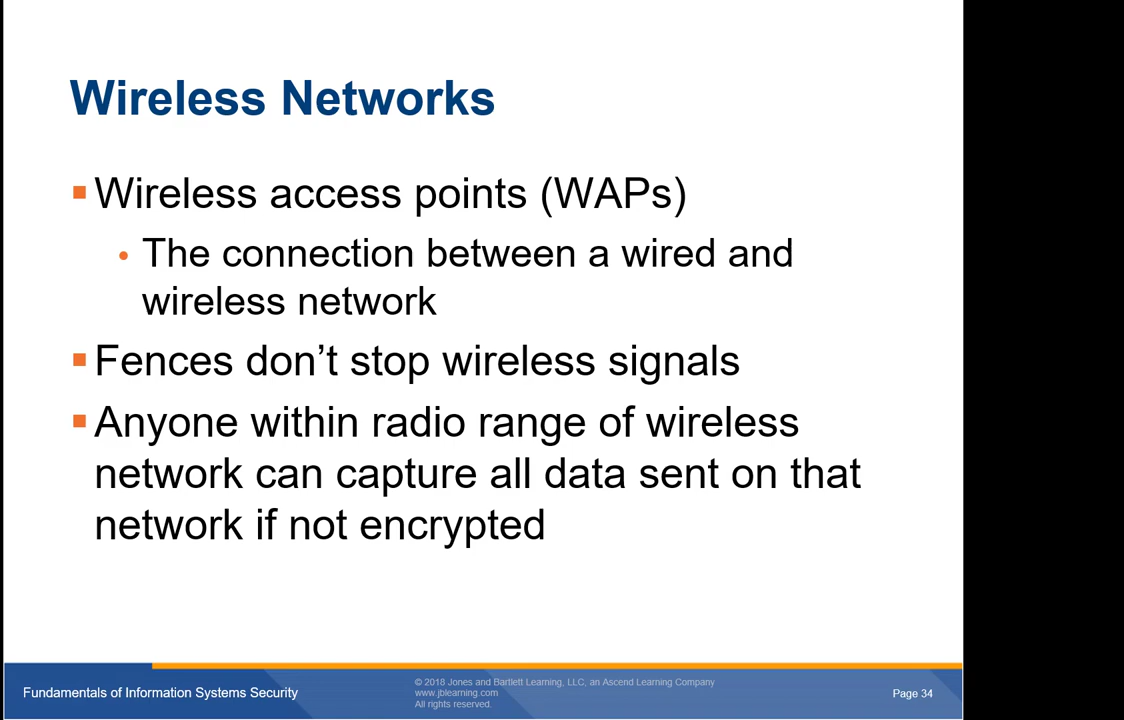 Wireless Networks
▪ Wireless access points (WAPs)
• The connection between a wired and
wireless network
▪ Fences don’t stop wireless signals
▪ Anyone within radio range of wireless
network can capture all data sent on that
network if not encrypted
Fundamentals of Information Systems Security
© 2018 Jones and Bartlett Learning, LLC, an Ascend Learning Company
www.jblearning.com
All rights reserved.
Page 34